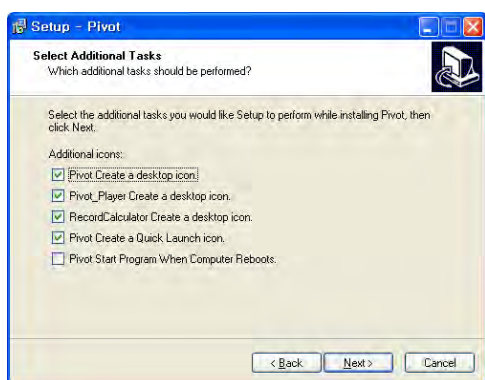 Setup - Pivot
Select Additional Tasks
Which additional tasks should be performed?
Select the additional tasks you would like Setup to perform while installing Pivot, then
click Next.
Additional icons:
Pivot Create a desktop icon.
Pivot_Player Create a desktop icon.
RecordCalculator Create a desktop icon.
Pivot Create a Quick Launch icon.
Pivot Start Program When Computer Reboots.
< Back Next > Cancel